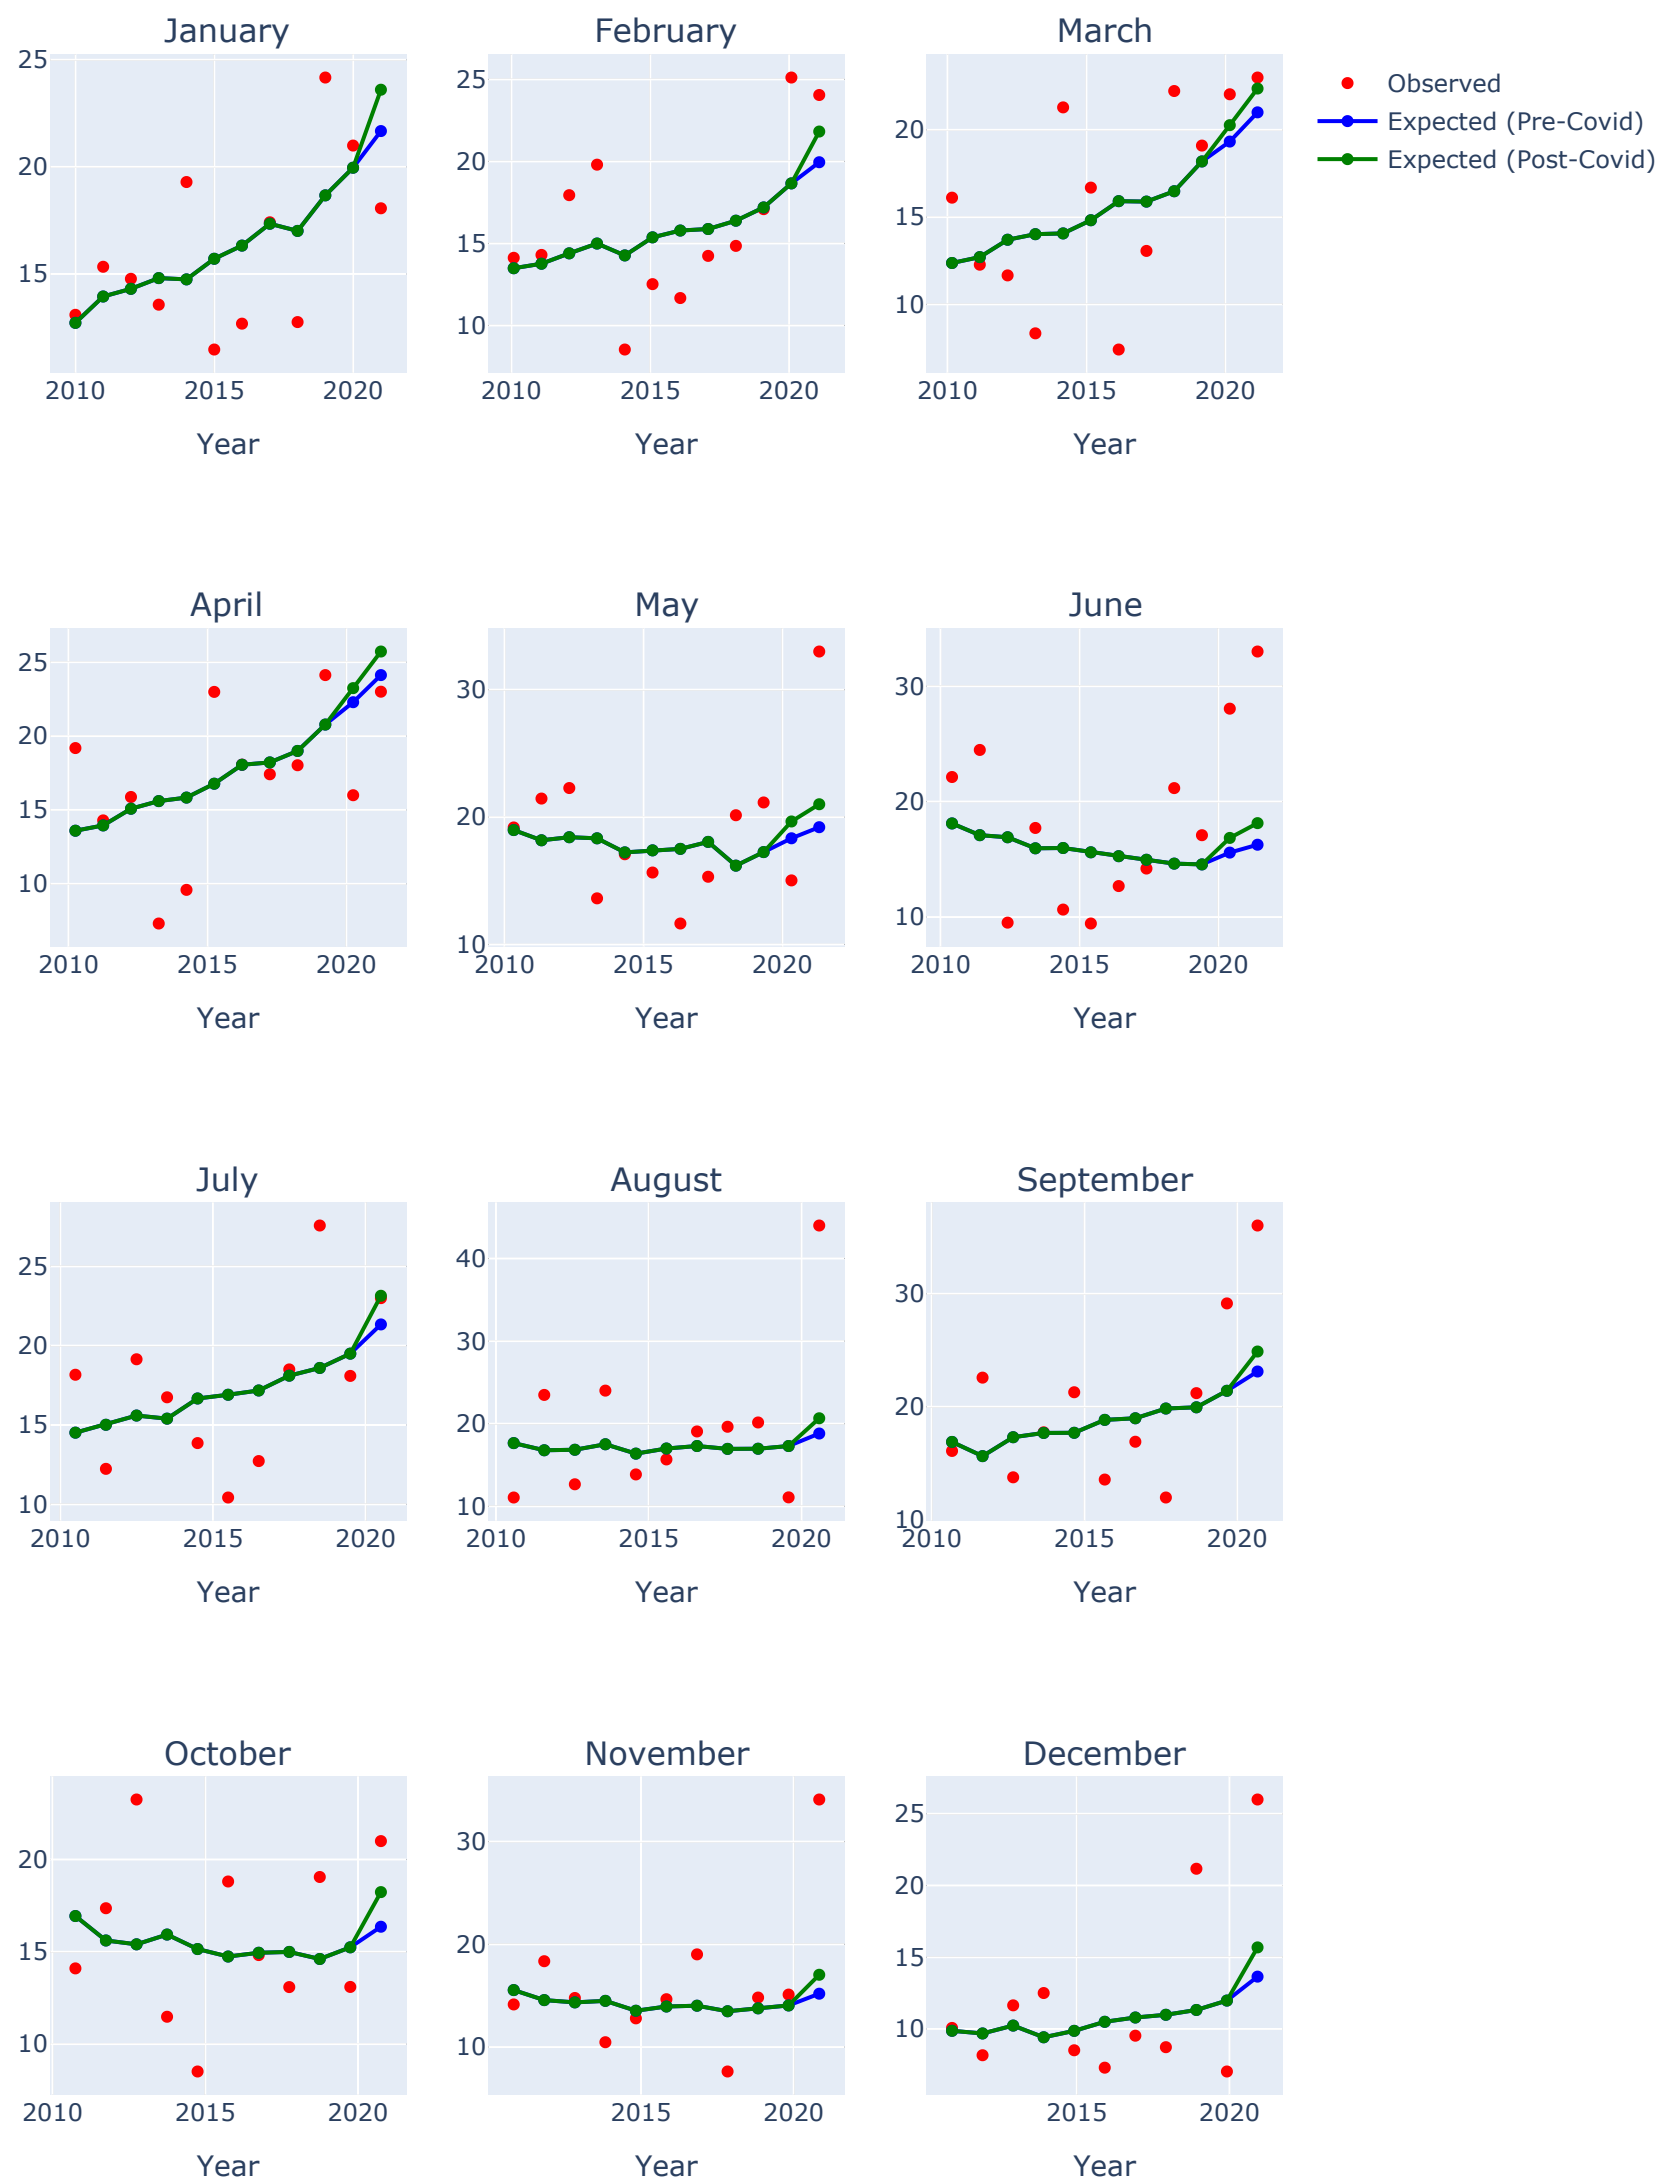 January February March
25
20
15
2010 2015 2020
Year
25
20
15
10
2010 2015 2020
Year
20
15
10
2010 2015 2020
Year
Observed
Expected (Pre-Covid)
Expected (Post-Covid)
April May June
25
20
15
10
2010 2015 2020
Year
30
20
10
2010 2015 2020
Year
30
20
10
2010 2015 2020
Year
July August September
25
20
15
10
2010 2015 2020
Year
40
30
20
10
2010 2015 2020
Year
30
20
10
2010 2015 2020
Year
October November December
20
15
10
2010 2015 2020
Year
30
20
10
2015 2020
Year
25
20
15
10
2015 2020
Year